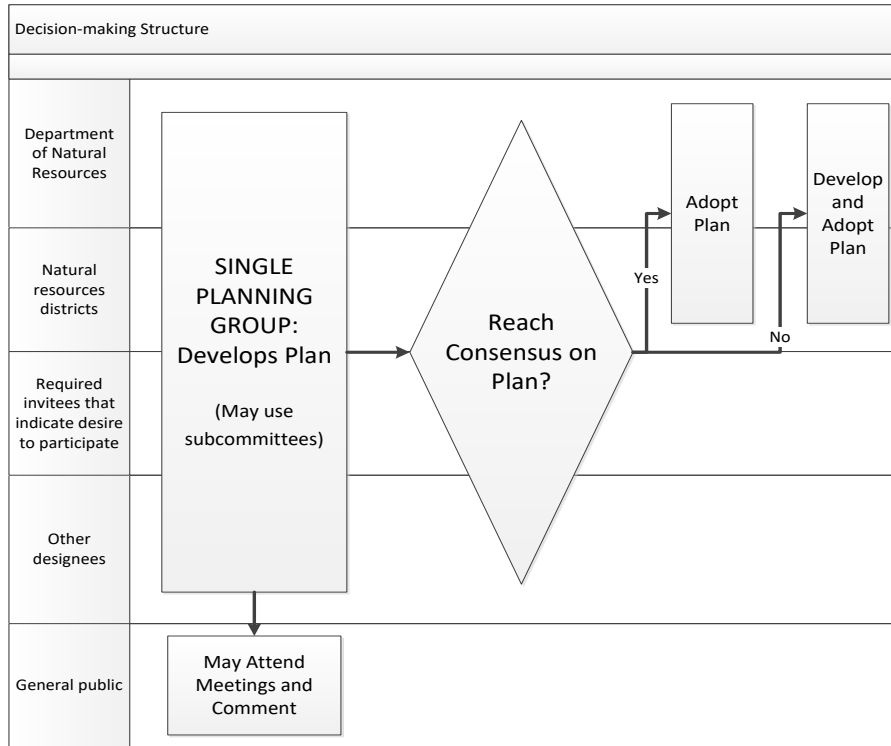 Decision-making Structure
Department
of Natural
Resources
Natural
resources
districts
Required
invitees that
indicate desire
to participate
Other
designees
General public
SINGLE
PLANNING
GROUP:
Develops Plan
(May use
subcommittees)
May Attend
Meetings and
Comment
Reach
Consensus on
Plan?
Yes
No
Adopt
Plan
Develop
and
Adopt
Plan